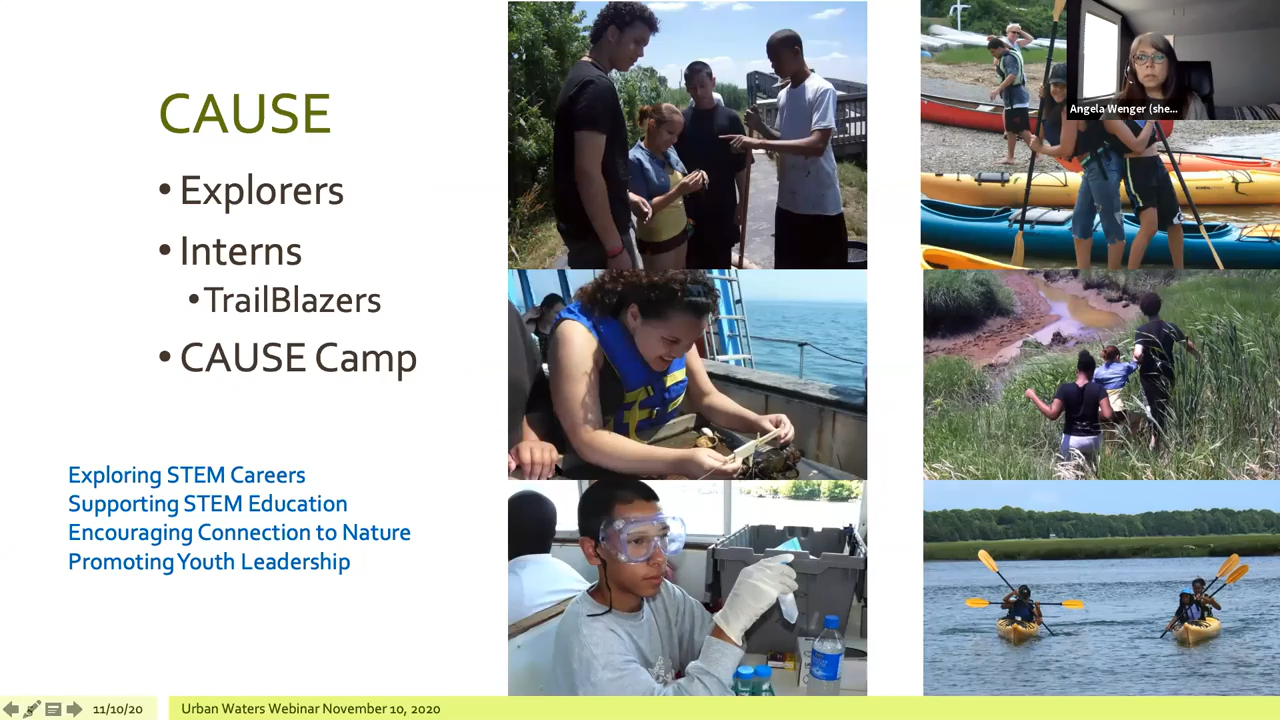 CAUSE
• Explorers
• Interns
• TrailBlazers
• CAUSE Camp
Exploring STEM Careers
Supporting STEM Education
Encouraging Connection to Nature
Promoting Youth Leadership
Angela Wenger (she...
11/10/20
Urban Waters Webinar November 10, 2020